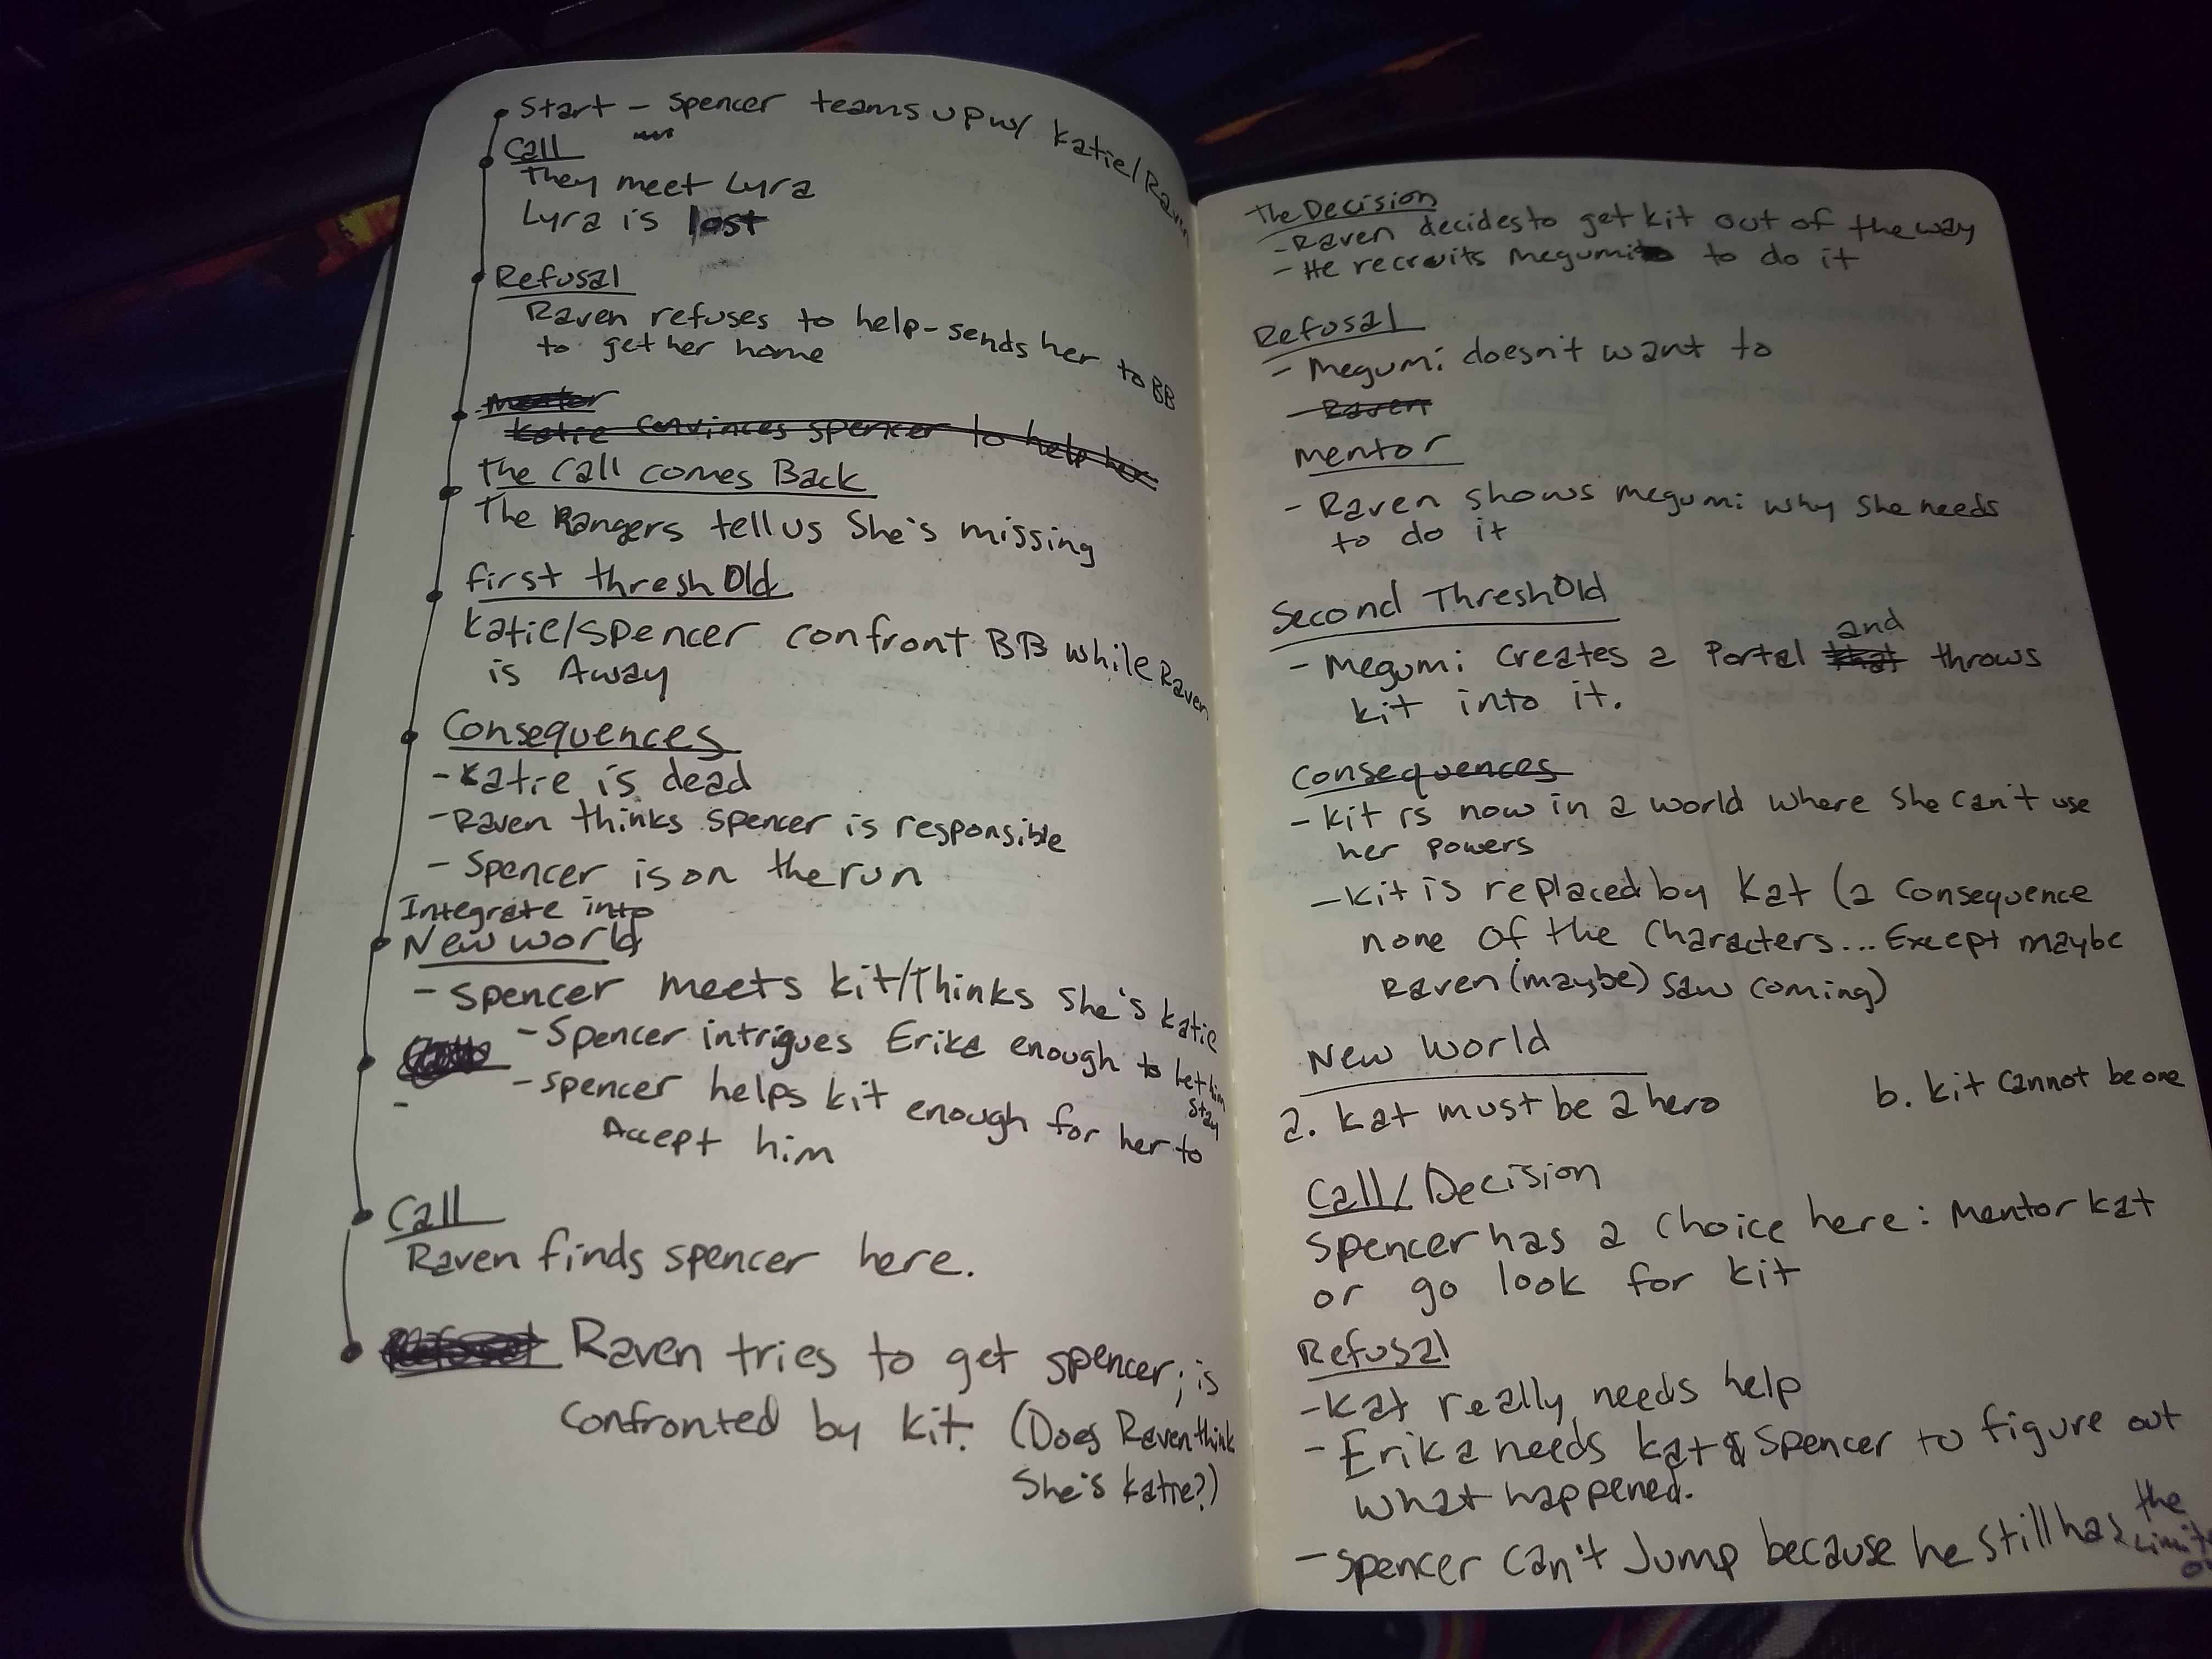 Start - Spencer teams up w/ Katie/Raven
Call
They meet Lyra
Lyra is lost
Refusal
Raven refuses to help - sends her to BB
to get her home
Mentor
Katie convinces spencer to help her
The Call comes Back
The Rangers tell us She's missing
first threshOld
Katie/Spencer confront BB while Raven
is Away
Consequences
- Katie is dead
- Raven thinks Spencer is responsible
- Spencer is on the run
Integrate into
New world
- Spencer meets kit/Thinks She's Katie
- Spencer intrigues Erika enough to let him
stay
- Spencer helps kit enough for her to
Accept him
-
Call
Raven finds spencer here.
Refusal Raven tries to get spencer; is
Confronted by kit. (Does Raven think
She's Katie?)
The Decision
- Raven decides to get kit out of the way
- He recruits Megumi to do it
Refusal
- Megumi doesn't want to
- Raven
Mentor
- Raven shows megumi why she needs
to do it
Second ThreshOld
and
- Megumi Creates a Portal that throws
kit into it.
Consequences
- Kit is now in a world where She can't use
her powers
- Kit is replaced by Kat (a Consequence
none of the Characters... Except maybe
Raven (maybe) saw coming)
New World
a. Kat must be a hero b. Kit Cannot be one
Call/Decision
Spencer has a Choice here: Mentor Kat
or go look for kit
Refusal
- Kat really needs help
- Erika needs Kat & Spencer to figure out
what happened.
the
- Spencer Can't Jump because he still has